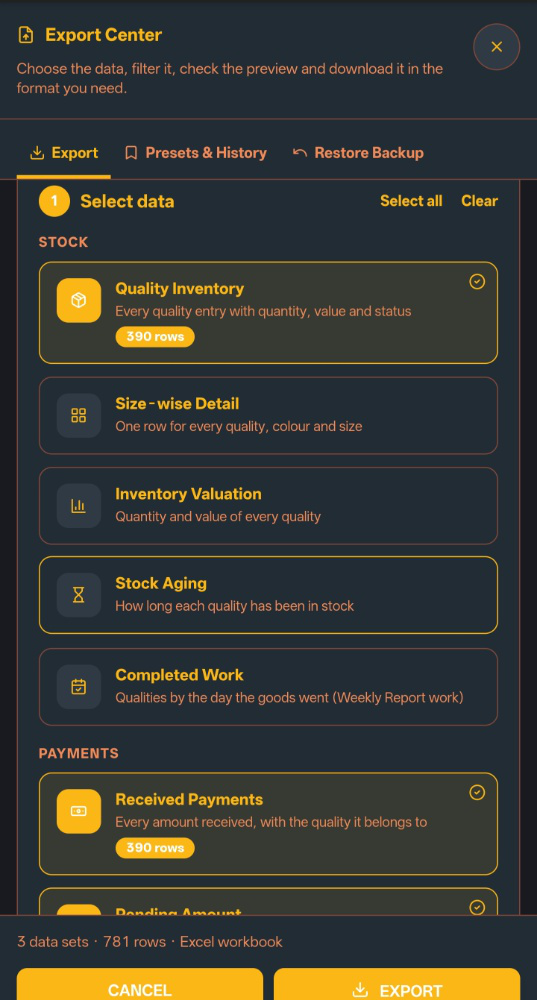 Export Center
Choose the data, filter it, check the preview and download it in the
format you need.
Export
Presets & History
Restore Backup
1
Select data
Select all
Clear
STOCK
Quality Inventory
Every quality entry with quantity, value and status
390 rows
Size-wise Detail
One row for every quality, colour and size
Inventory Valuation
Quantity and value of every quality
Stock Aging
How long each quality has been in stock
Completed Work
Qualities by the day the goods went (Weekly Report work)
PAYMENTS
Received Payments
Every amount received, with the quality it belongs to
390 rows
Pending Amount
3 data sets · 781 rows · Excel workbook
CANCEL
EXPORT